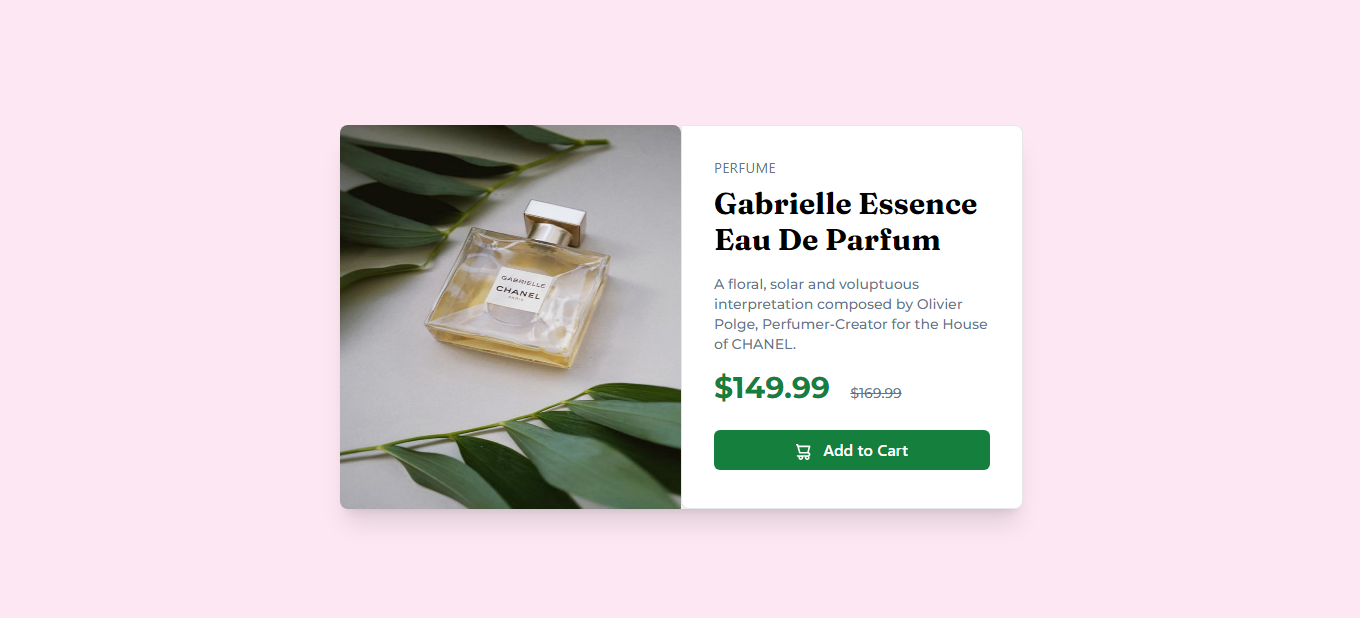 GABRIELLE
CHANEL
PARIS
PERFUME
Gabrielle Essence
Eau De Parfum
A floral, solar and voluptuous
interpretation composed by Olivier
Polge, Perfumer-Creator for the House
of CHANEL.
$149.99 $169.99
Add to Cart